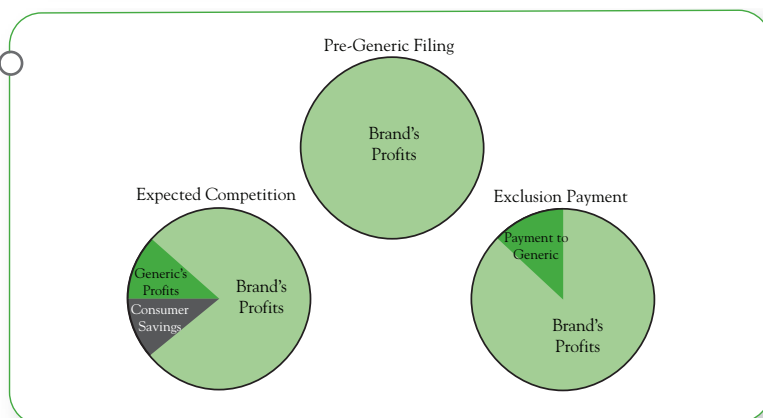 Pre-Generic Filing
Brand's
Profits
Expected Competition
Generic's
Profits
Consumer
Savings
Brand's
Profits
Exclusion Payment
Payment to
Generic
Brand's
Profits